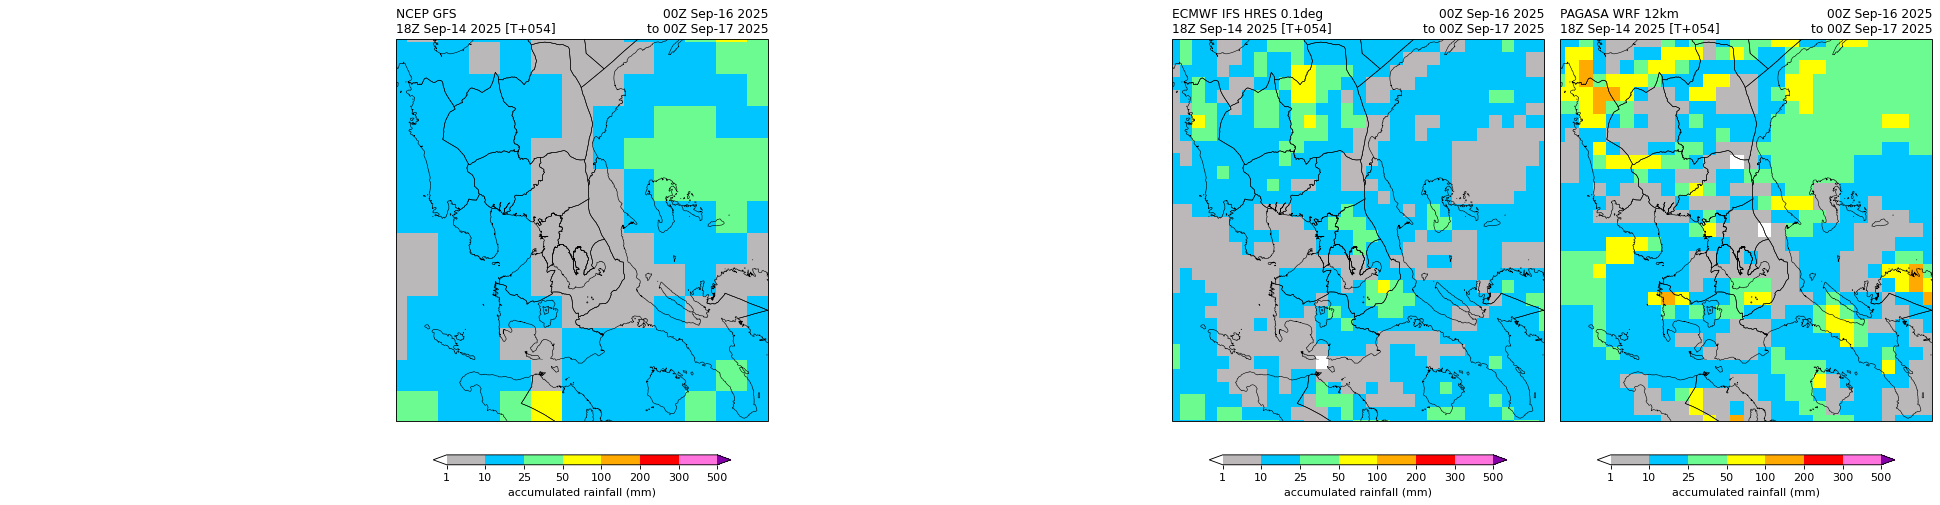 NCEP GFS 00Z Sep-16 2025
18Z Sep-14 2025 [T+054] to 00Z Sep-17 2025
1 10 25 50 100 200 300 500
accumulated rainfall (mm)
ECMWF IFS HRES 0.1deg 00Z Sep-16 2025
18Z Sep-14 2025 [T+054] to 00Z Sep-17 2025
1 10 25 50 100 200 300 500
accumulated rainfall (mm)
PAGASA WRF 12km 00Z Sep-16 2025
18Z Sep-14 2025 [T+054] to 00Z Sep-17 2025
1 10 25 50 100 200 300 500
accumulated rainfall (mm)